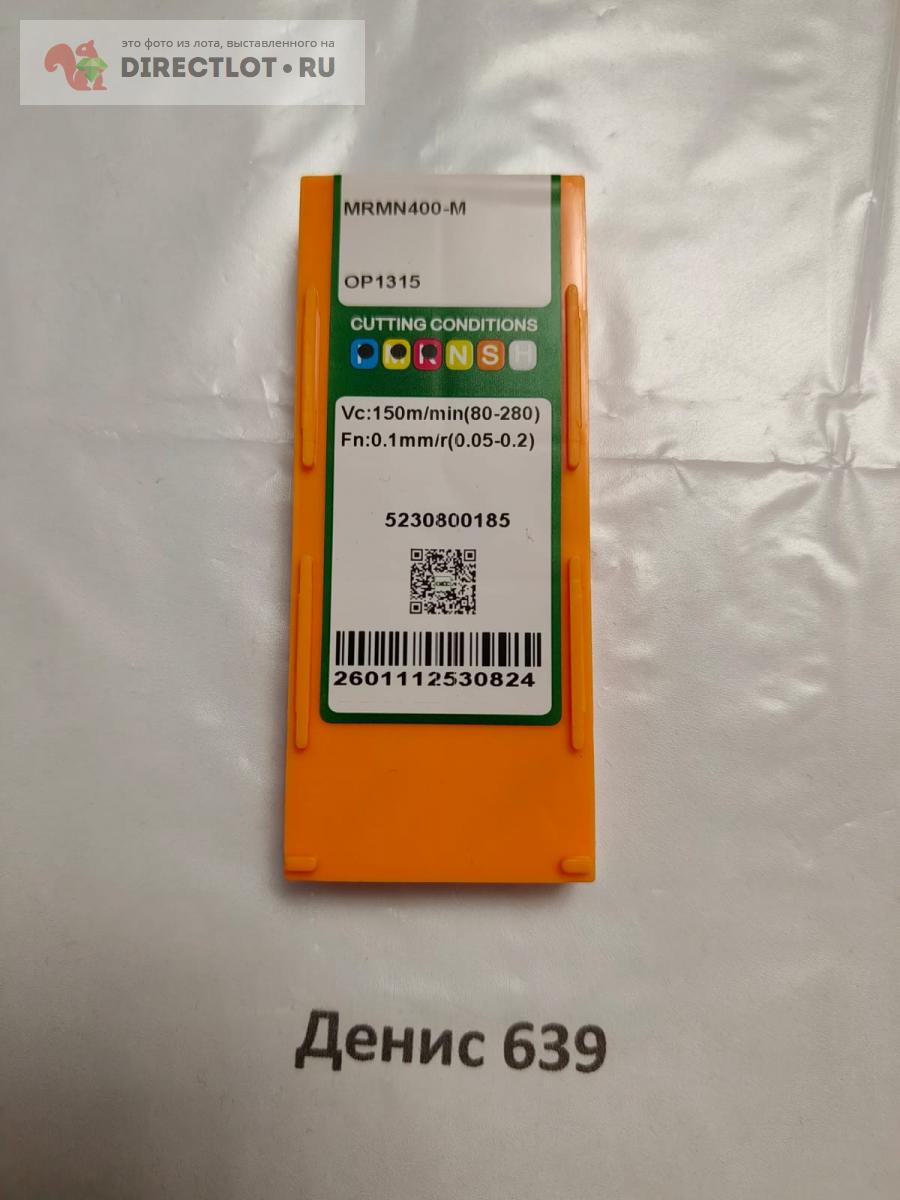 это фото из лота, выставленного на
DIRECTLOT•RU
MRMN400-M
OP1315
CUTTING CONDITIONS
P M K N S H
Vc:150m/min(80-280)
Fn:0.1mm/r(0.05-0.2)
5230800185
2601112530824
Денис 639